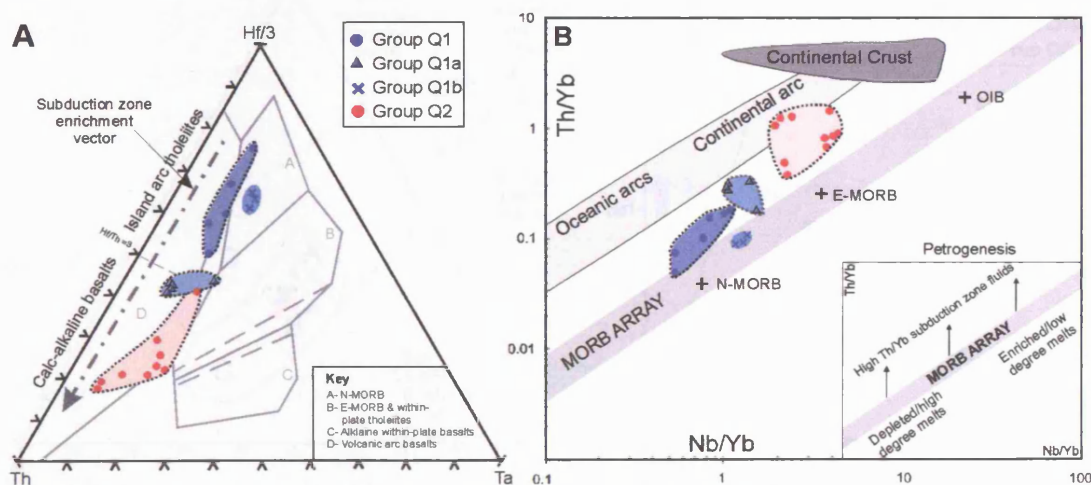 A
Hf/3
Group Q1
Group Q1a
Group Q1b
Group Q2
Subduction zone
enrichment
vector
Island arc tholeiites
Hf/Th=3
Calc-alkaline basalts
A
B
C
D
Key
A- N-MORB
B- E-MORB & within-
plate tholeiites
C- Alklaine within-plate basalts
D- Volcanic arc basalts
Th
Ta
B
Th/Yb
10
1
0.1
0.01
Continental Crust
Continental arc
Oceanic arcs
OIB
E-MORB
N-MORB
MORB ARRAY
Petrogenesis
Th/Yb
High Th/Yb subduction zone fluids
MORB ARRAY
Enriched/low
degree melts
Depleted/high
degree melts
Nb/Yb
Nb/Yb
0.1
1
10
100